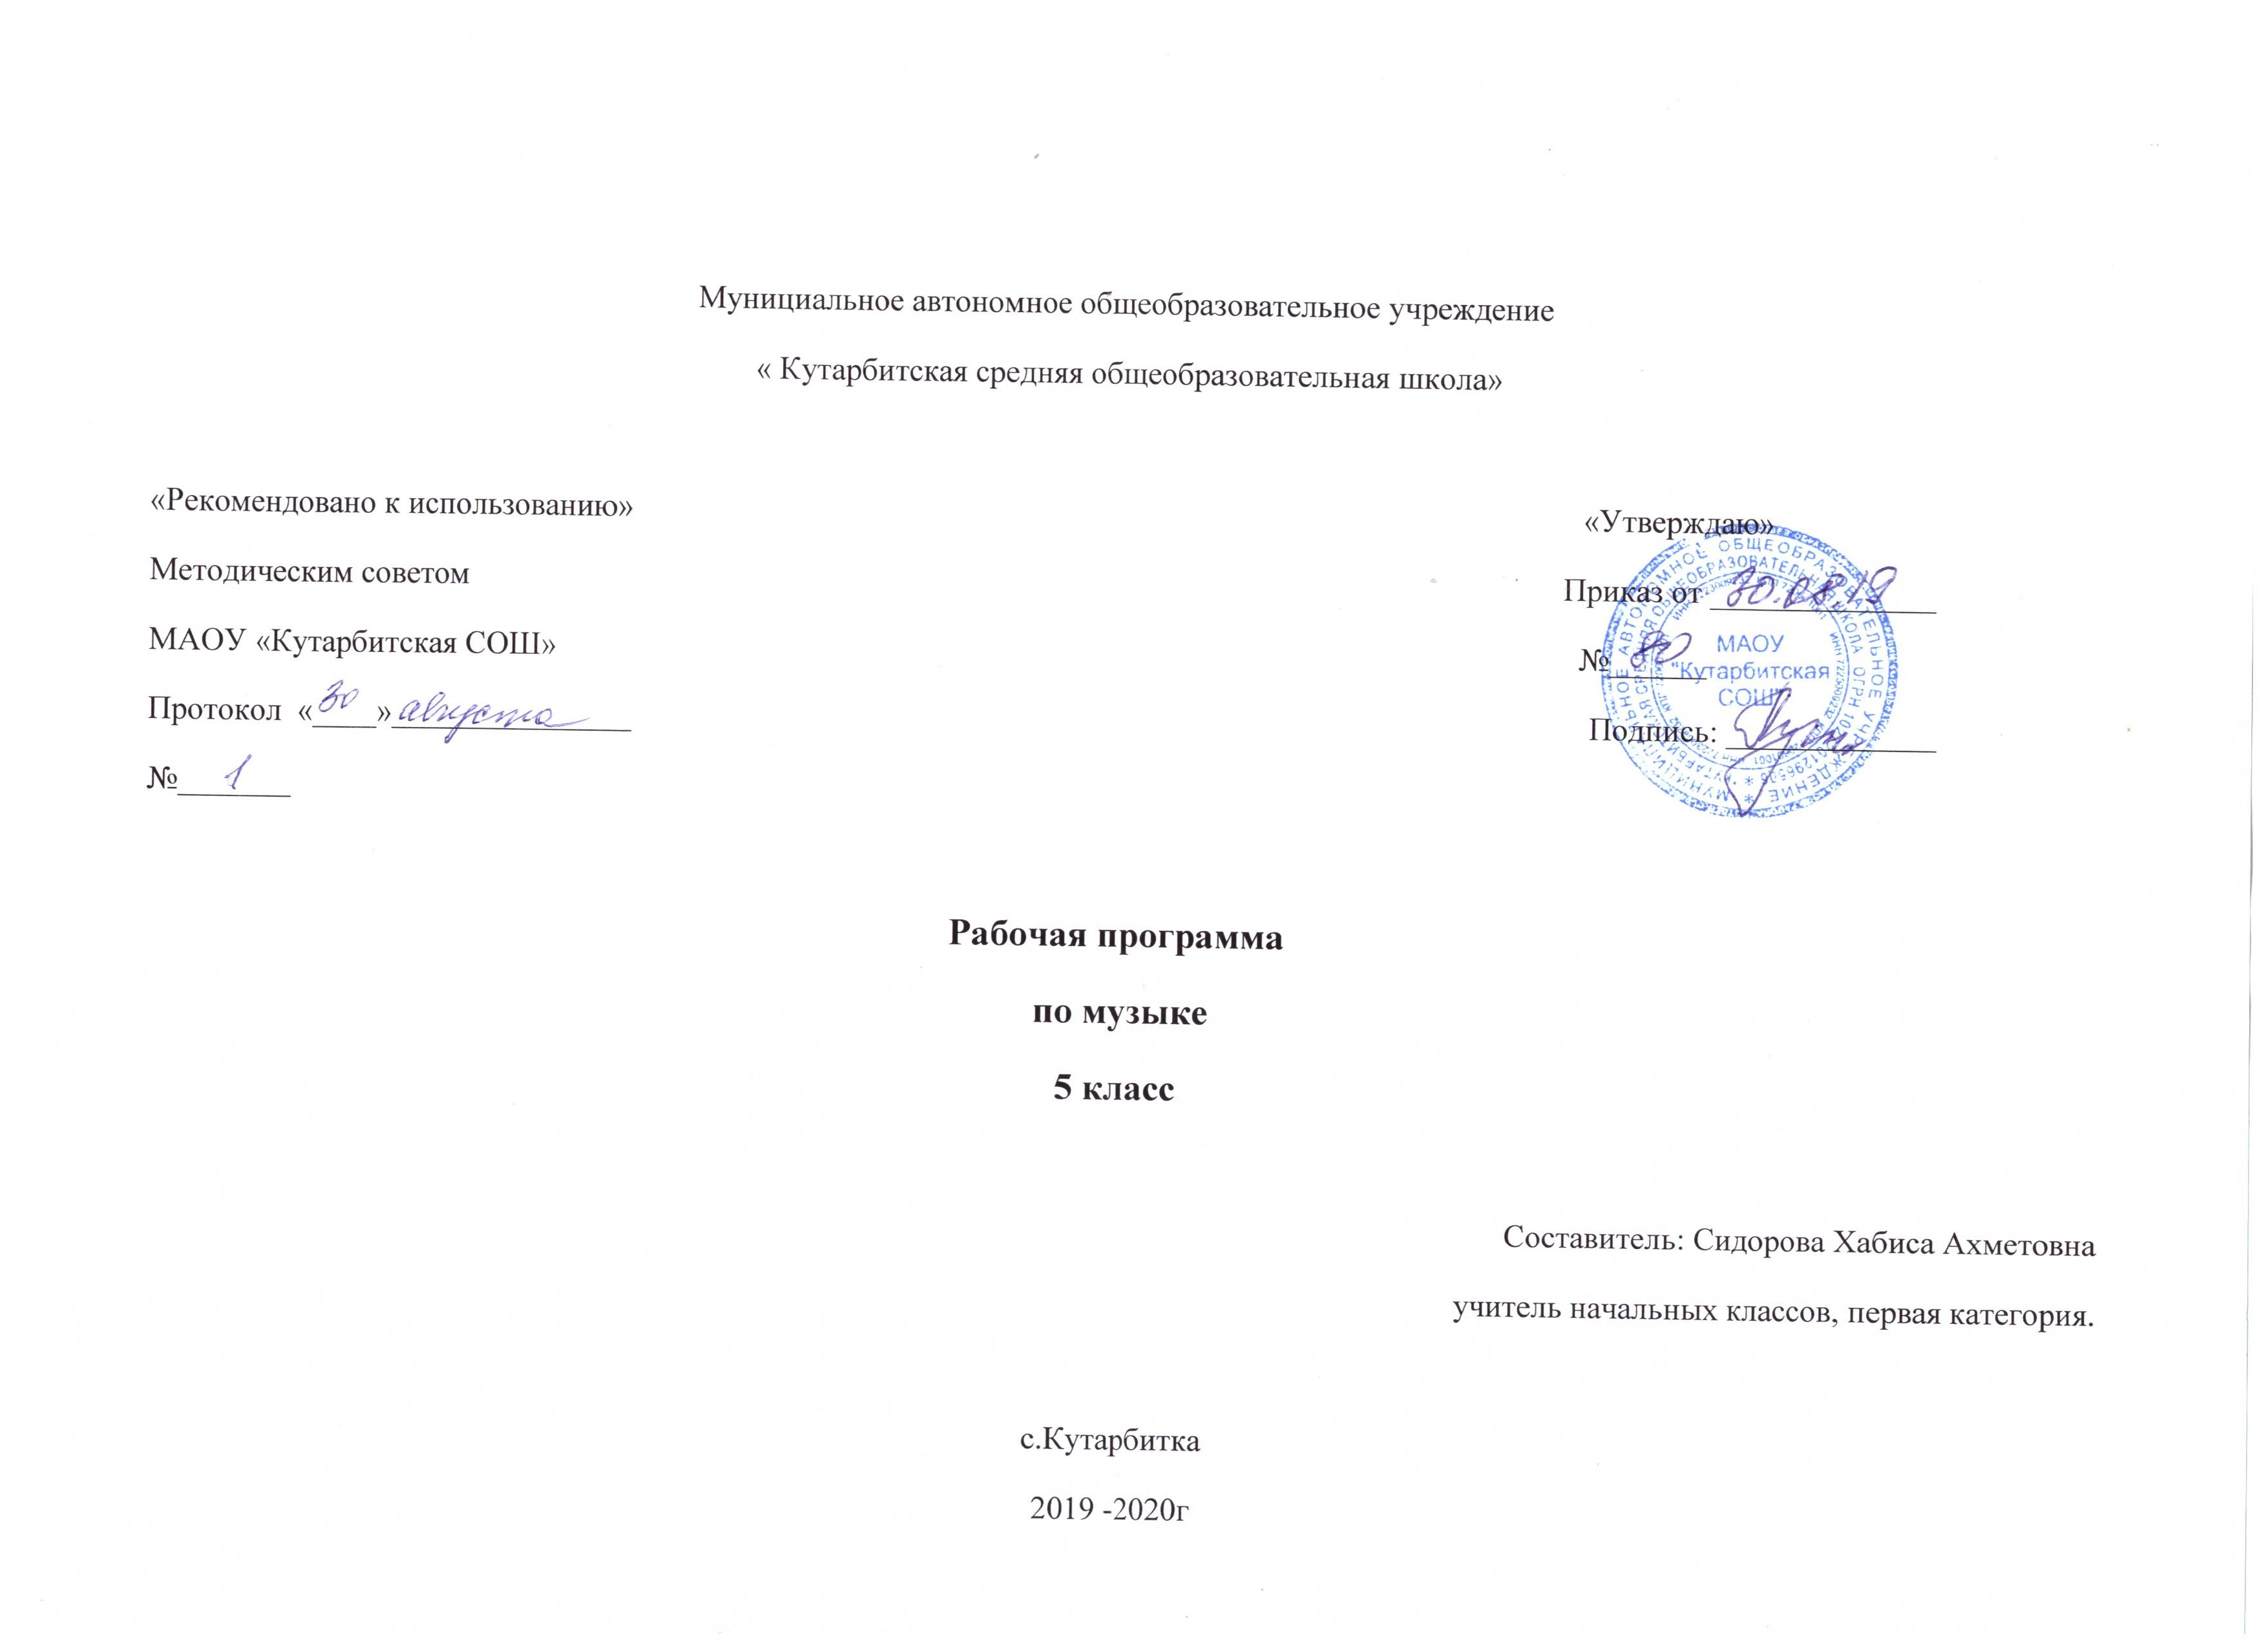 Мунициальное автономное общеобразовательное учреждение
« Кутарбитская средняя общеобразовательная школа»
«Рекомендовано к использованию»
Методическим советом
МАОУ «Кутарбитская СОШ»
Протокол «30» августа
№ 1
«Утверждаю»
Приказ от 30.08.19
№ 80
Подпись:
МАОУ
"Кутарбитская
СОШ"
Рабочая программа
по музыке
5 класс
Составитель: Сидорова Хабиса Ахметовна
учитель начальных классов, первая категория.
с.Кутарбитка
2019 -2020г